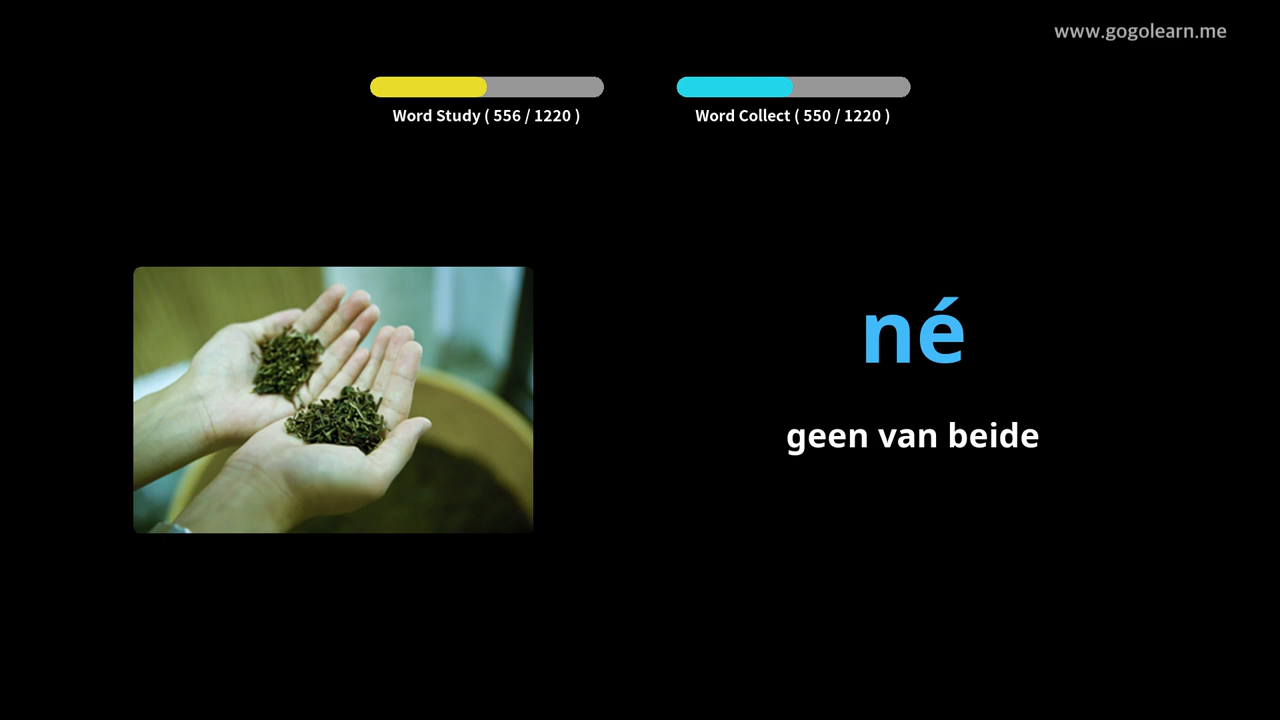 www.gogolearn.me
Word Study ( 556 / 1220 )
Word Collect ( 550 / 1220 )
né
geen van beide